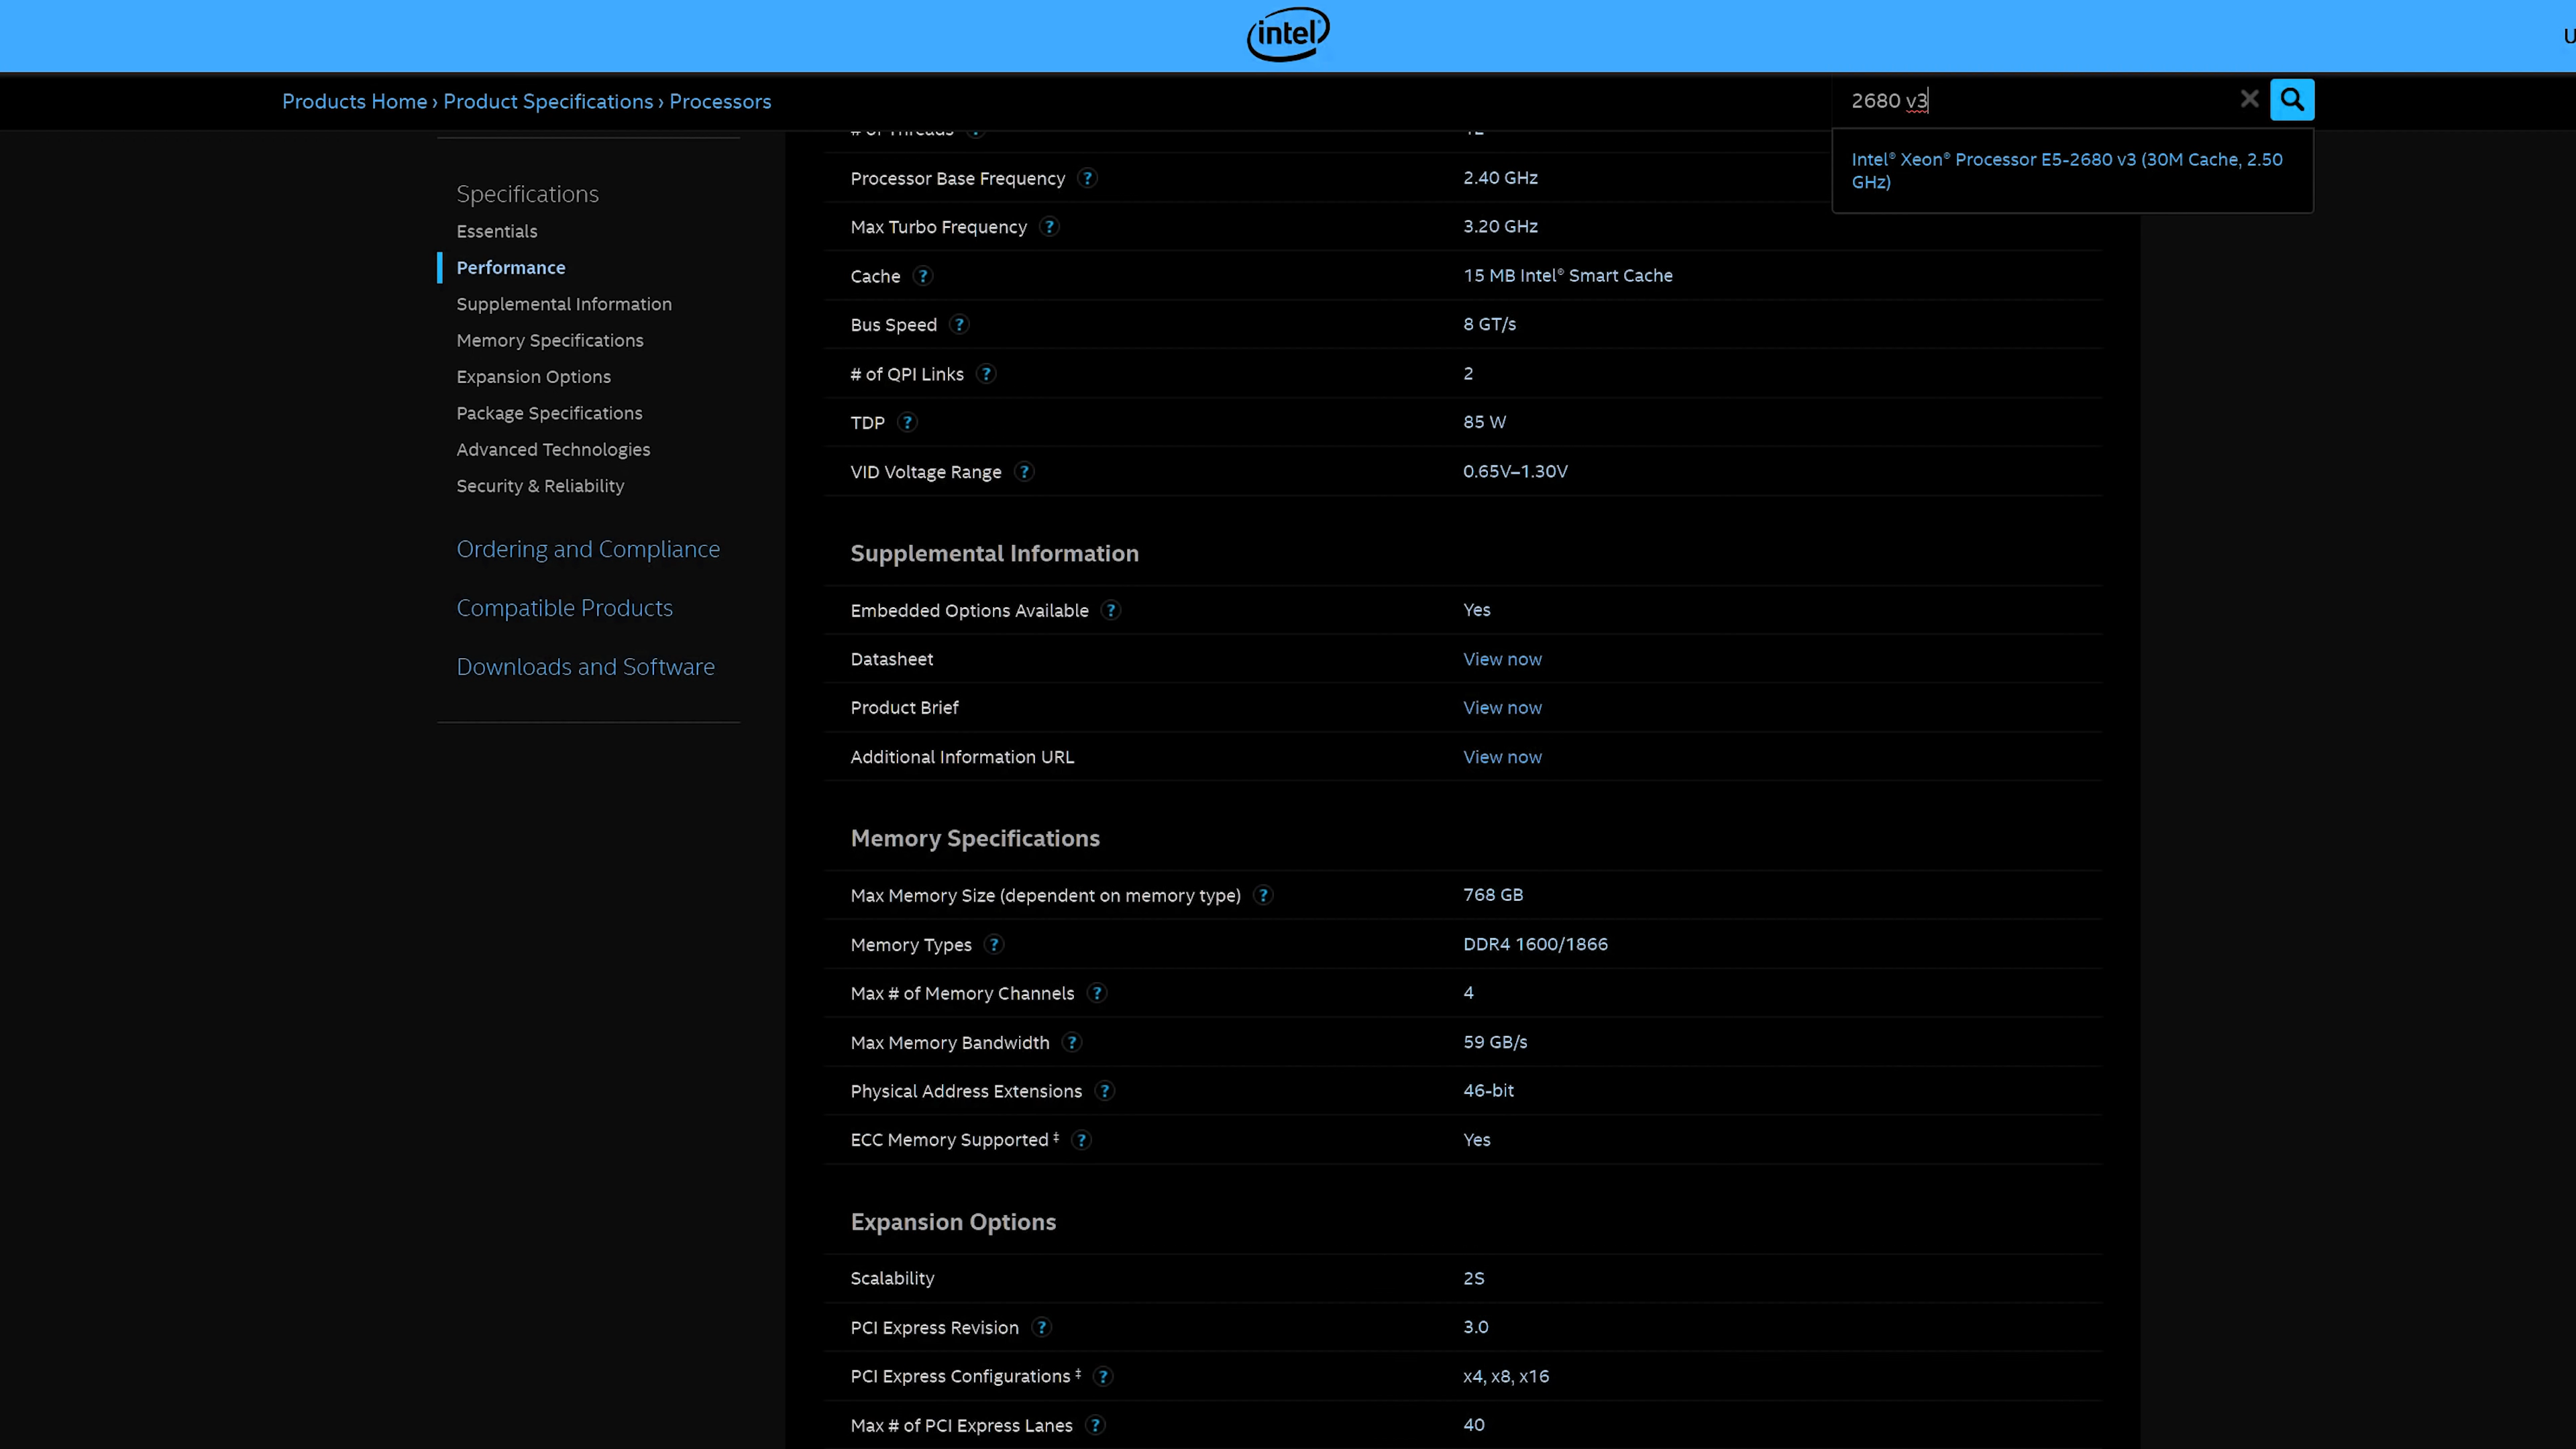 intel
U
Products Home › Product Specifications › Processors
2680 v3
Intel® Xeon® Processor E5-2680 v3 (30M Cache, 2.50
GHz)
Specifications
Essentials
Performance
Supplemental Information
Memory Specifications
Expansion Options
Package Specifications
Advanced Technologies
Security & Reliability
Ordering and Compliance
Compatible Products
Downloads and Software
# of Threads ? 12
Processor Base Frequency ? 2.40 GHz
Max Turbo Frequency ? 3.20 GHz
Cache ? 15 MB Intel® Smart Cache
Bus Speed ? 8 GT/s
# of QPI Links ? 2
TDP ? 85 W
VID Voltage Range ? 0.65V–1.30V
Supplemental Information
Embedded Options Available ? Yes
Datasheet View now
Product Brief View now
Additional Information URL View now
Memory Specifications
Max Memory Size (dependent on memory type) ? 768 GB
Memory Types ? DDR4 1600/1866
Max # of Memory Channels ? 4
Max Memory Bandwidth ? 59 GB/s
Physical Address Extensions ? 46-bit
ECC Memory Supported ‡ ? Yes
Expansion Options
Scalability 2S
PCI Express Revision ? 3.0
PCI Express Configurations ‡ ? x4, x8, x16
Max # of PCI Express Lanes ? 40